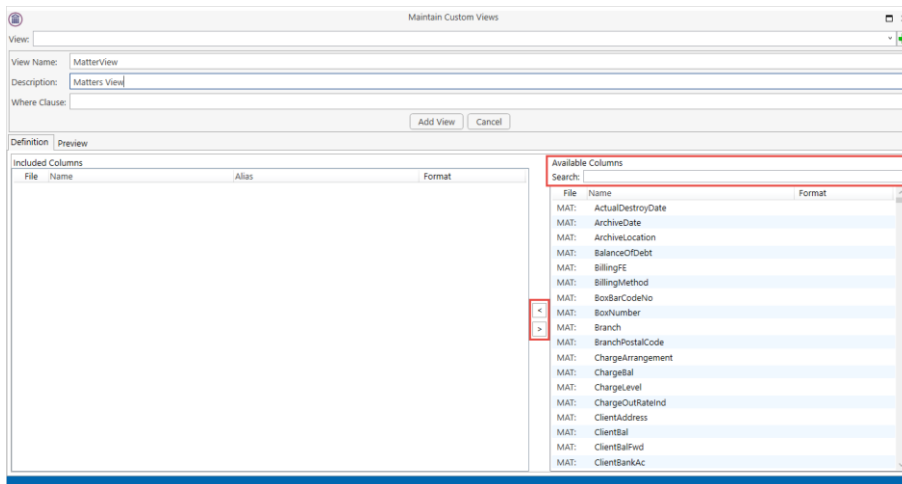 Maintain Custom Views
View:
View Name: MatterView
Description: Matters View
Where Clause:
Add View Cancel
Definition Preview
Included Columns
File Name Alias Format
Available Columns
Search:
File Name Format
MAT: ActualDestroyDate
MAT: ArchiveDate
MAT: ArchiveLocation
MAT: BalanceOfDebt
MAT: BillingFE
MAT: BillingMethod
MAT: BoxBarCodeNo
MAT: BoxNumber
MAT: Branch
MAT: BranchPostalCode
MAT: ChargeArrangement
MAT: ChargeBal
MAT: ChargeLevel
MAT: ChargeOutRateInd
MAT: ClientAddress
MAT: ClientBal
MAT: ClientBalFwd
MAT: ClientBankAc
<
>